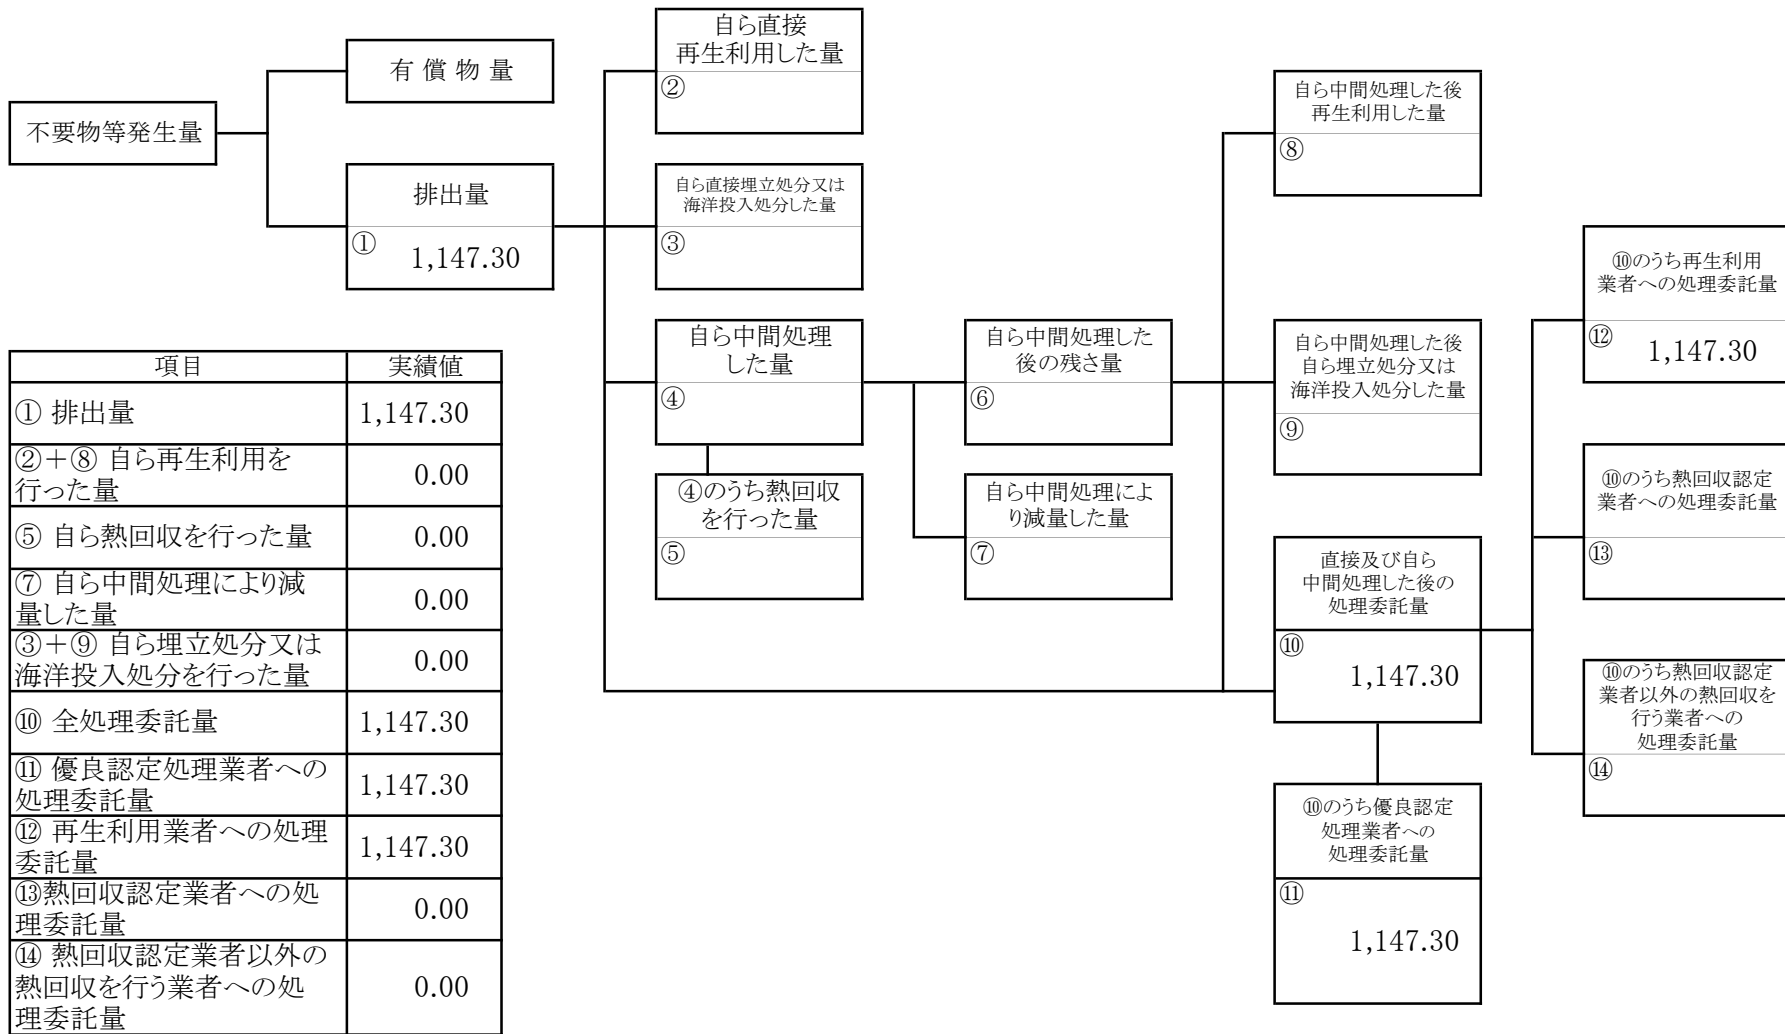 不要物等発生量
有償物量
排出量
①
1,147.30
自ら直接
再生利用した量
②
自ら直接埋立処分又は
海洋投入処分した量
③
自ら中間処理
した量
④
④のうち熱回収
を行った量
⑤
自ら中間処理した
後の残さ量
⑥
自ら中間処理によ
り減量した量
⑦
自ら中間処理した後
再生利用した量
⑧
自ら中間処理した後
自ら埋立処分又は
海洋投入処分した量
⑨
直接及び自ら
中間処理した後の
処理委託量
⑩
1,147.30
⑩のうち優良認定
処理業者への
処理委託量
⑪
1,147.30
⑩のうち再生利用
業者への処理委託量
⑫
1,147.30
⑩のうち熱回収認定
業者への処理委託量
⑬
⑩のうち熱回収認定
業者以外の熱回収を
行う業者への
処理委託量
⑭
項目 実績値
① 排出量 1,147.30
②＋⑧ 自ら再生利用を
行った量 0.00
⑤ 自ら熱回収を行った量 0.00
⑦ 自ら中間処理により減
量した量 0.00
③＋⑨ 自ら埋立処分又は
海洋投入処分を行った量 0.00
⑩ 全処理委託量 1,147.30
⑪ 優良認定処理業者への
処理委託量 1,147.30
⑫ 再生利用業者への処理
委託量 1,147.30
⑬熱回収認定業者への処
理委託量 0.00
⑭ 熱回収認定業者以外の
熱回収を行う業者への処
理委託量 0.00